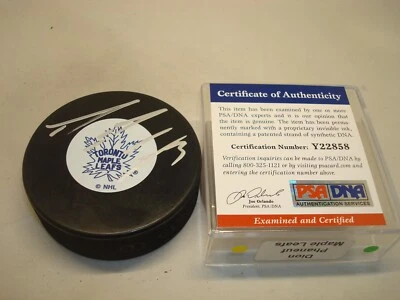 TORONTO
MAPLE
LEAFS
© NHL
Certificate of Authenticity
This item has been examined by one or more
PSA/DNA experts and it is our opinion that the
item is genuine. The item has been perma-
nently marked with a proprietary invisible ink,
containing a patented strand of synthetic DNA.
Certification Number: Y22858
Verification inquiries can be made to PSA/DNA by
calling 800-325-1121 or by visiting psacard.com and
entering the certification number above.
Joe Orlando
President, PSA/DNA
PSA DNA
AUTHENTICATION SERVICES
Examined and Certified
Dion
Phaneuf
Maple Leafs